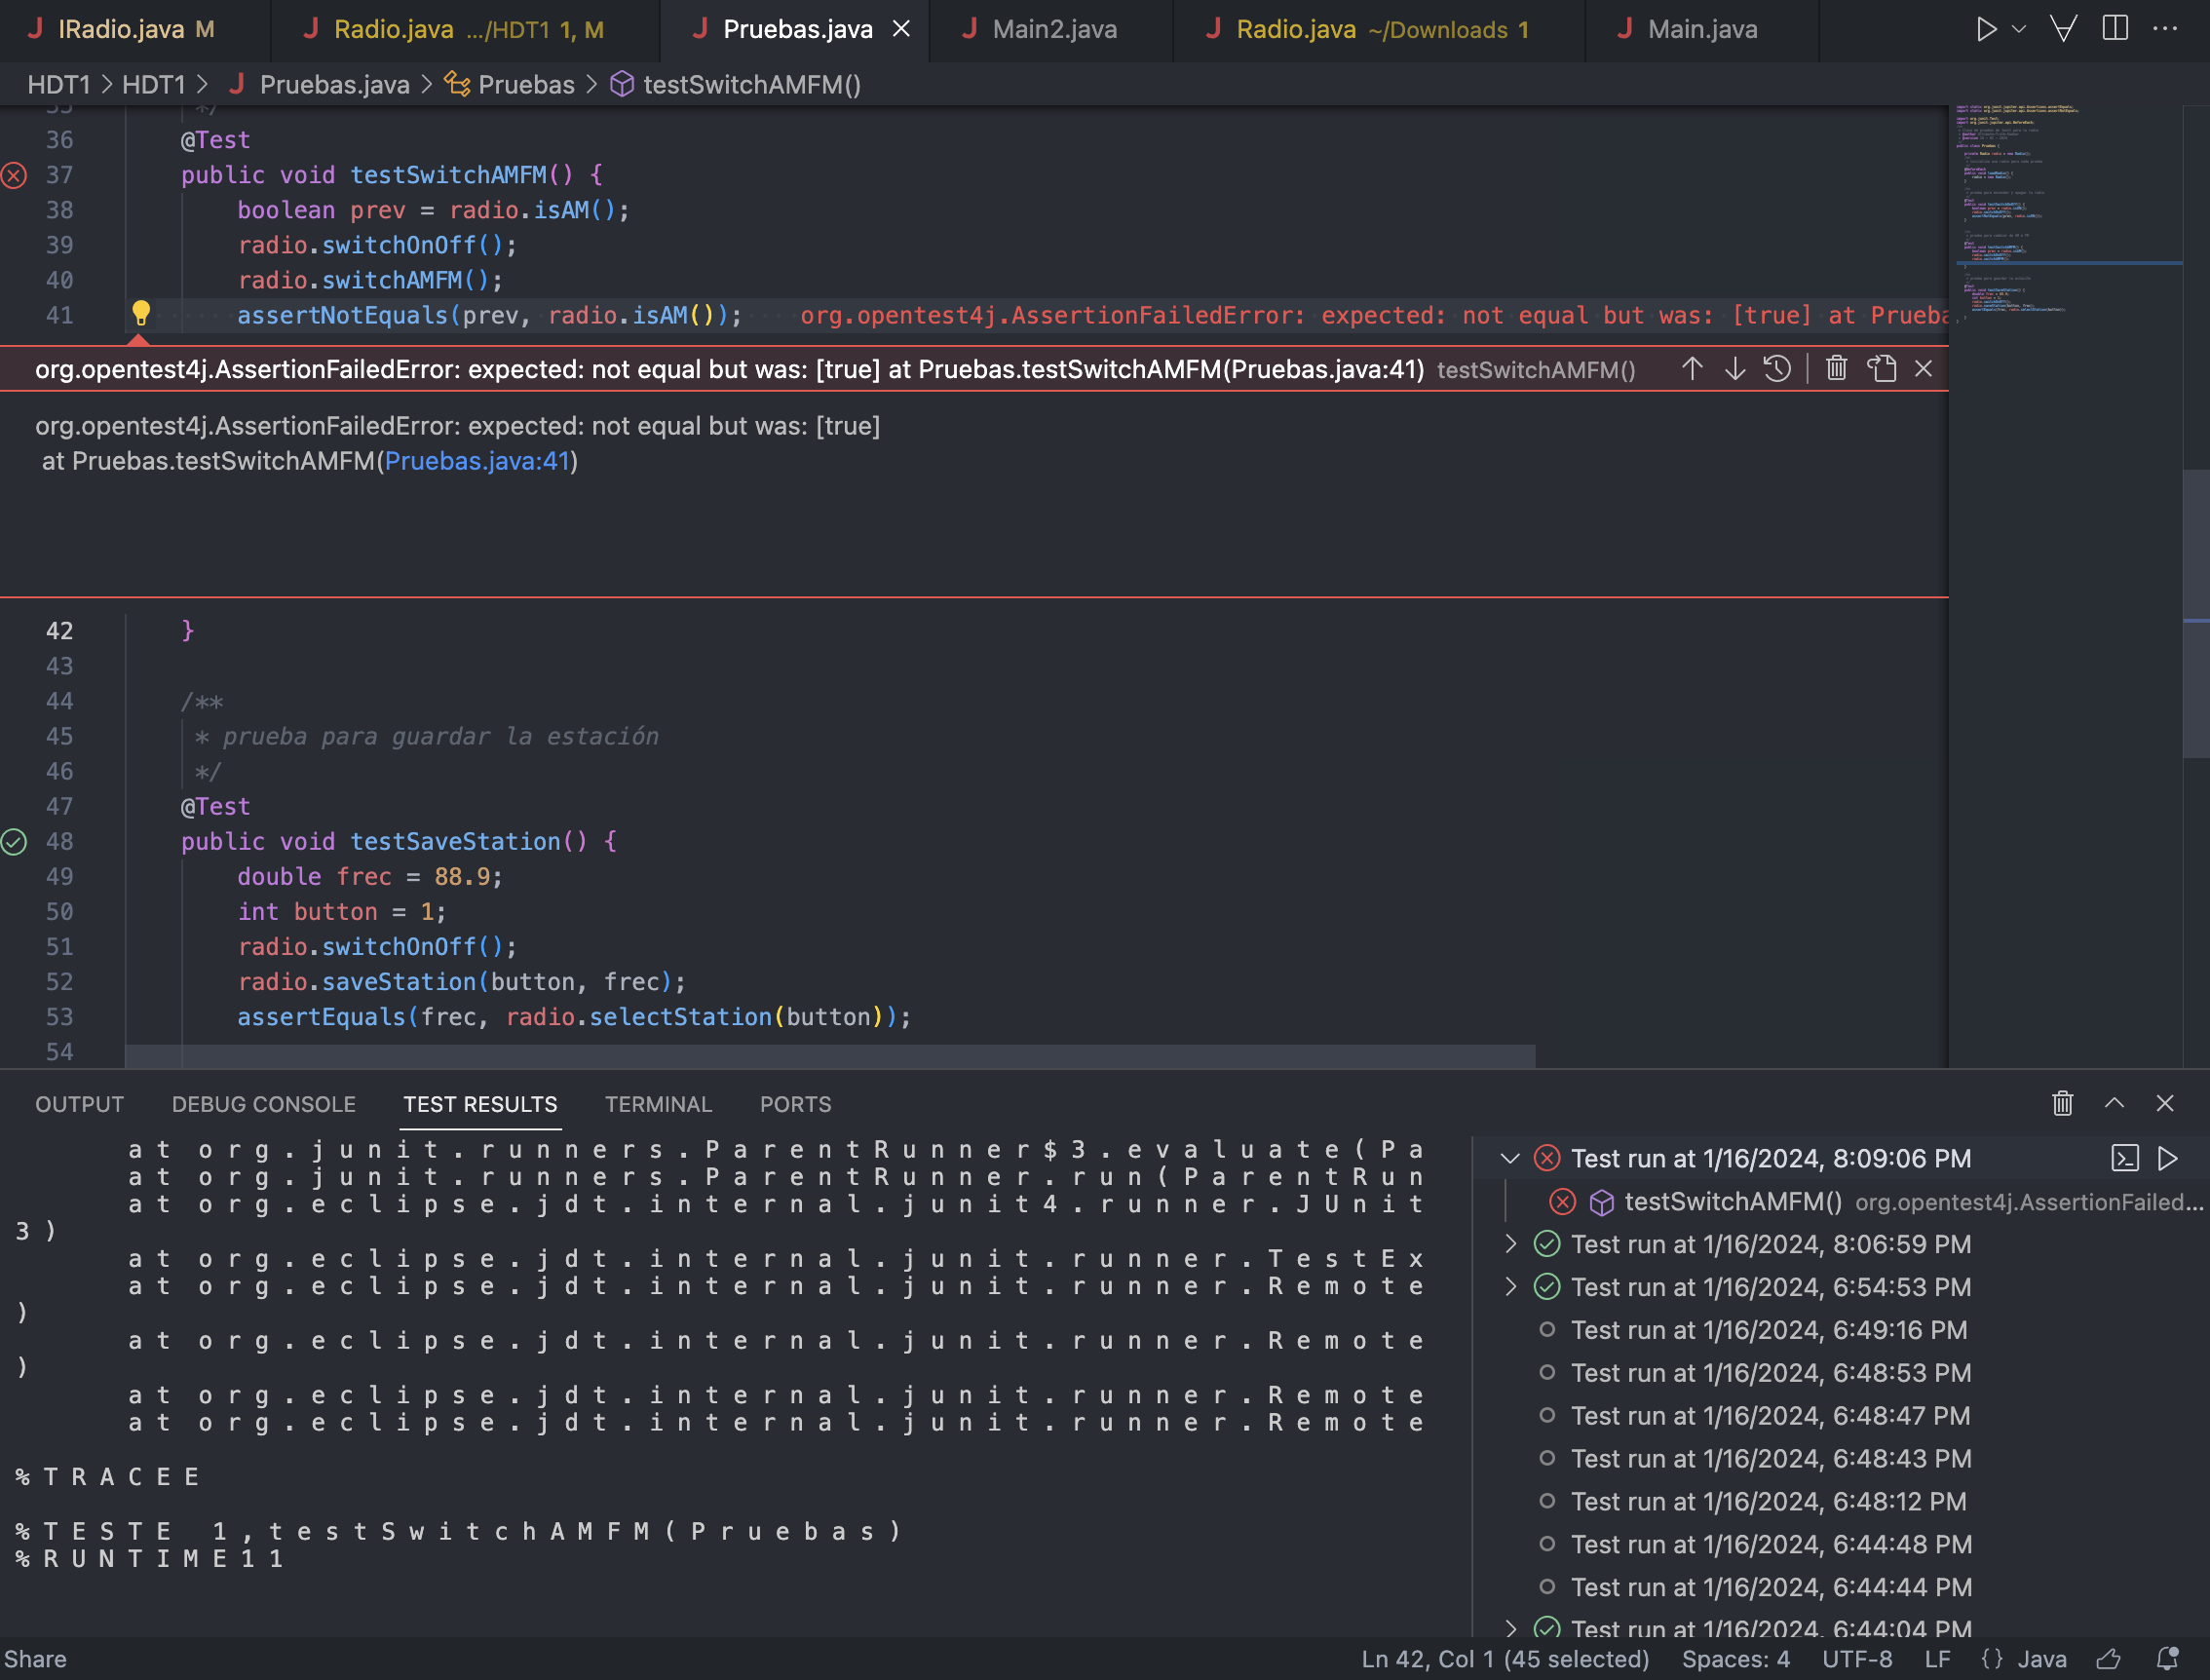 IRadio.java M
Radio.java .../HDT1 1, M
Pruebas.java
Main2.java
Radio.java ~/Downloads 1
Main.java
HDT1 > HDT1 > Pruebas.java > Pruebas > testSwitchAMFM()
35 */
36 @Test
37 public void testSwitchAMFM() {
38 boolean prev = radio.isAM();
39 radio.switchOnOff();
40 radio.switchAMFM();
41 assertNotEquals(prev, radio.isAM()); org.opentest4j.AssertionFailedError: expected: not equal but was: [true] at Prueba
org.opentest4j.AssertionFailedError: expected: not equal but was: [true] at Pruebas.testSwitchAMFM(Pruebas.java:41) testSwitchAMFM()
org.opentest4j.AssertionFailedError: expected: not equal but was: [true]
at Pruebas.testSwitchAMFM(Pruebas.java:41)
42 }
43
44 /**
45 * prueba para guardar la estación
46 */
47 @Test
48 public void testSaveStation() {
49 double frec = 88.9;
50 int button = 1;
51 radio.switchOnOff();
52 radio.saveStation(button, frec);
53 assertEquals(frec, radio.selectStation(button));
54
OUTPUT DEBUG CONSOLE TEST RESULTS TERMINAL PORTS
at org.junit.runners.ParentRunner$3.evaluate(Pa
at org.junit.runners.ParentRunner.run(ParentRun
at org.eclipse.jdt.internal.junit4.runner.JUnit
3)
at org.eclipse.jdt.internal.junit.runner.TestEx
at org.eclipse.jdt.internal.junit.runner.Remote
)
at org.eclipse.jdt.internal.junit.runner.Remote
)
at org.eclipse.jdt.internal.junit.runner.Remote
at org.eclipse.jdt.internal.junit.runner.Remote
%TRACEE
%TESTE 1,testSwitchAMFM(Pruebas)
%RUNTIME11
Test run at 1/16/2024, 8:09:06 PM
testSwitchAMFM() org.opentest4j.AssertionFailed...
Test run at 1/16/2024, 8:06:59 PM
Test run at 1/16/2024, 6:54:53 PM
Test run at 1/16/2024, 6:49:16 PM
Test run at 1/16/2024, 6:48:53 PM
Test run at 1/16/2024, 6:48:47 PM
Test run at 1/16/2024, 6:48:43 PM
Test run at 1/16/2024, 6:48:12 PM
Test run at 1/16/2024, 6:44:48 PM
Test run at 1/16/2024, 6:44:44 PM
Test run at 1/16/2024, 6:44:04 PM
Share
Ln 42, Col 1 (45 selected) Spaces: 4 UTF-8 LF {} Java